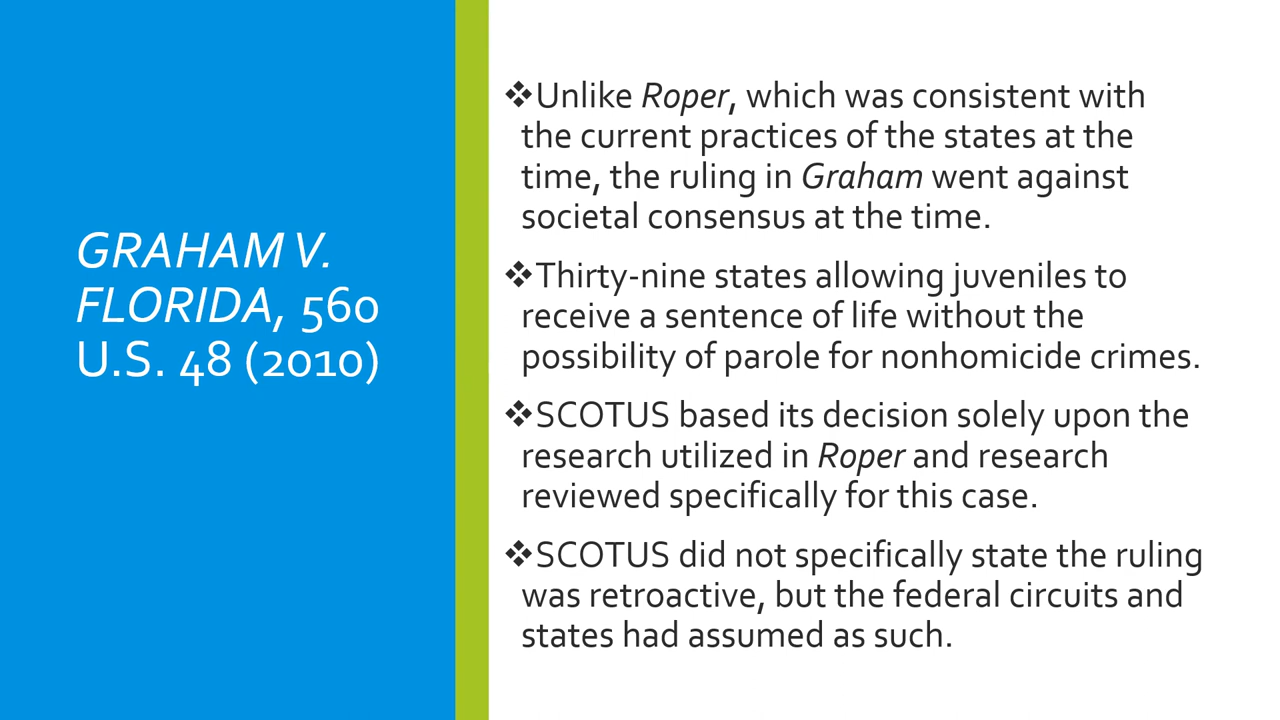 GRAHAM V.
FLORIDA, 560
U.S. 48 (2010)
❖Unlike Roper, which was consistent with
the current practices of the states at the
time, the ruling in Graham went against
societal consensus at the time.
❖Thirty-nine states allowing juveniles to
receive a sentence of life without the
possibility of parole for nonhomicide crimes.
❖SCOTUS based its decision solely upon the
research utilized in Roper and research
reviewed specifically for this case.
❖SCOTUS did not specifically state the ruling
was retroactive, but the federal circuits and
states had assumed as such.